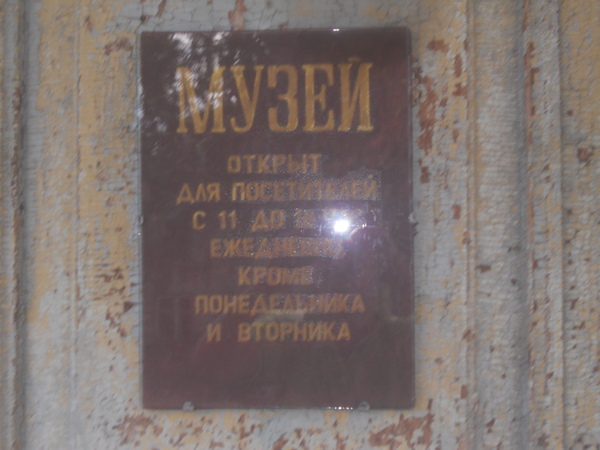 МУЗЕЙ
ОТКРЫТ
ДЛЯ ПОСЕТИТЕЛЕЙ
С 11 ДО
ЕЖЕДНЕВНО
КРОМЕ
ПОНЕДЕЛЬНИКА
И ВТОРНИКА